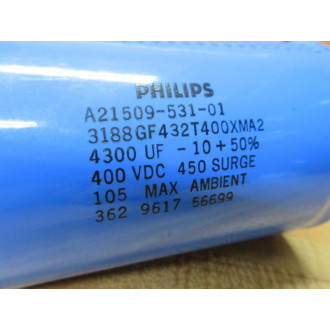 PHILIPS
A21509-531-01
3188GF432T400XMA2
4300 UF -10+50%
400 VDC 450 SURGE
105 MAX AMBIENT
362 9617 56699